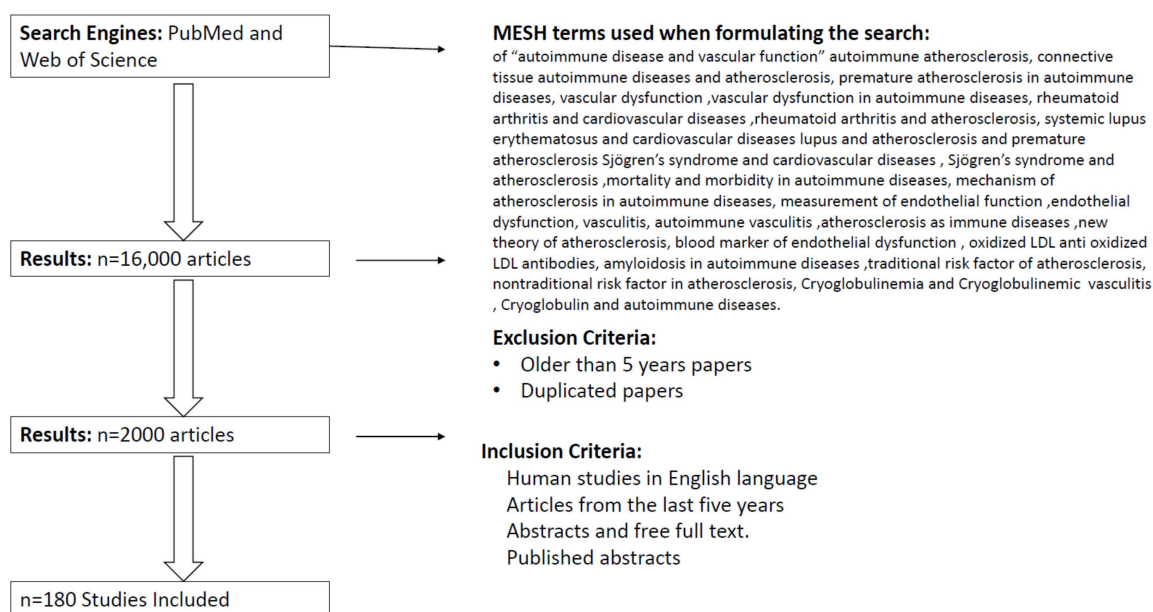 Search Engines: PubMed and
Web of Science
MESH terms used when formulating the search:
of “autoimmune disease and vascular function” autoimmune atherosclerosis, connective
tissue autoimmune diseases and atherosclerosis, premature atherosclerosis in autoimmune
diseases, vascular dysfunction ,vascular dysfunction in autoimmune diseases, rheumatoid
arthritis and cardiovascular diseases ,rheumatoid arthritis and atherosclerosis, systemic lupus
erythematosus and cardiovascular diseases lupus and atherosclerosis and premature
atherosclerosis Sjögren’s syndrome and cardiovascular diseases , Sjögren’s syndrome and
atherosclerosis ,mortality and morbidity in autoimmune diseases, mechanism of
atherosclerosis in autoimmune diseases, measurement of endothelial function ,endothelial
dysfunction, vasculitis, autoimmune vasculitis ,atherosclerosis as immune diseases ,new
theory of atherosclerosis, blood marker of endothelial dysfunction , oxidized LDL anti oxidized
LDL antibodies, amyloidosis in autoimmune diseases ,traditional risk factor of atherosclerosis,
nontraditional risk factor in atherosclerosis, Cryoglobulinemia and Cryoglobulinemic vasculitis
, Cryoglobulin and autoimmune diseases.
Results: n=16,000 articles
Exclusion Criteria:
• Older than 5 years papers
• Duplicated papers
Results: n=2000 articles
Inclusion Criteria:
Human studies in English language
Articles from the last five years
Abstracts and free full text.
Published abstracts
n=180 Studies Included